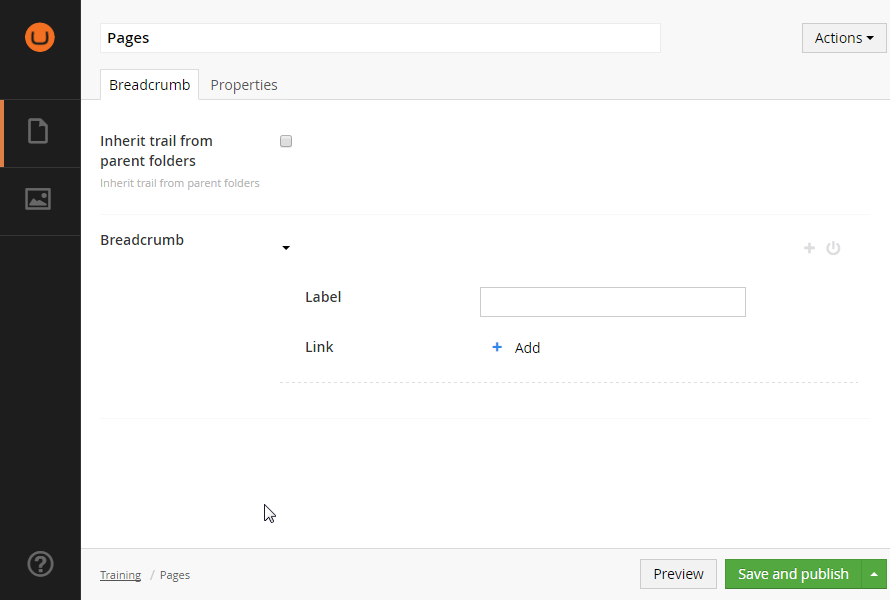 Pages
Actions
Breadcrumb Properties
Inherit trail from
parent folders
Inherit trail from parent folders
Breadcrumb
Label
Link
+ Add
Training / Pages
Preview
Save and publish